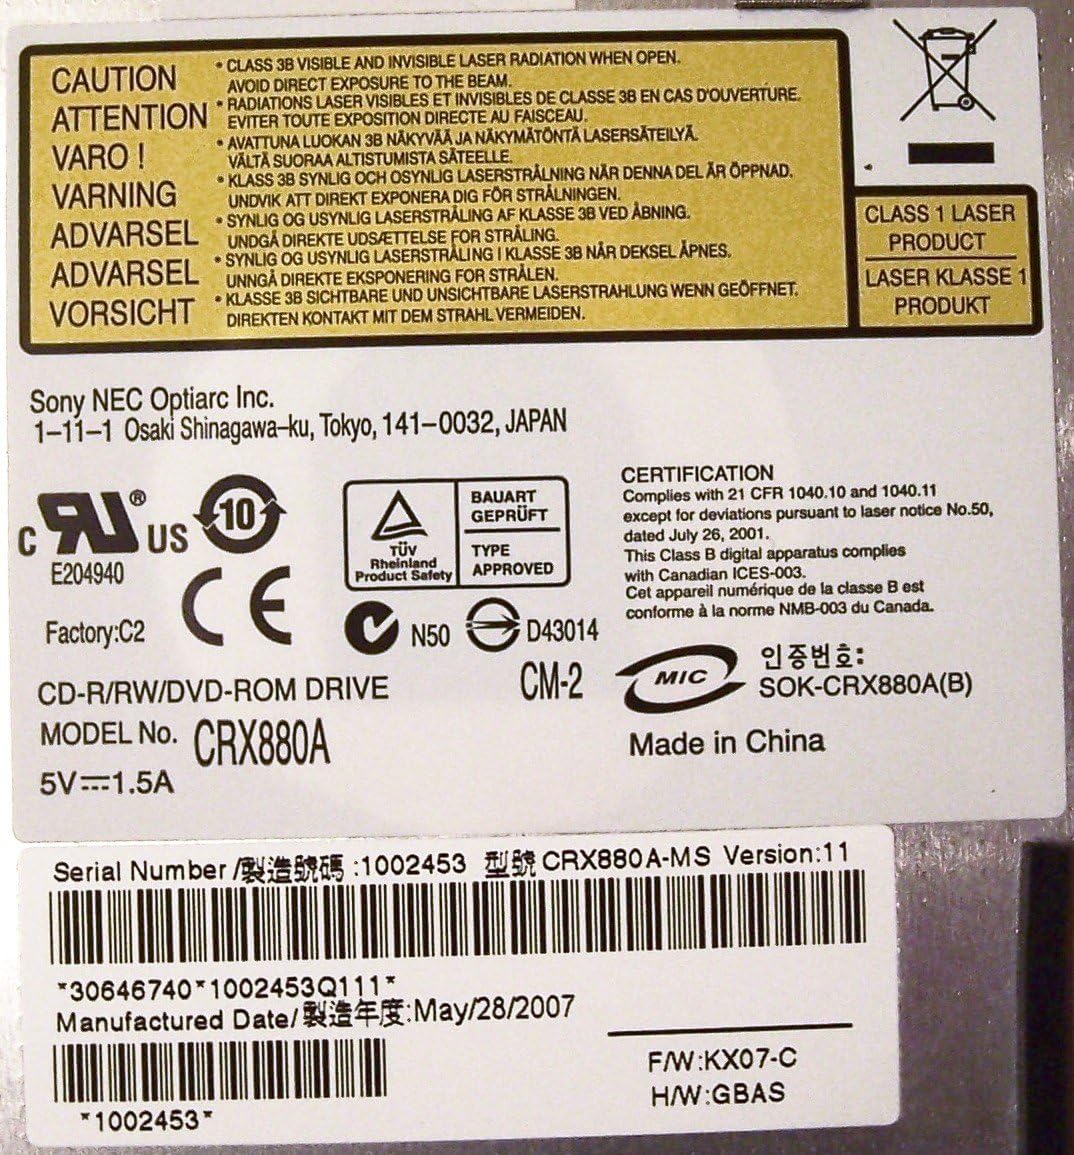 CAUTION
ATTENTION
VARO !
VARNING
ADVARSEL
ADVARSEL
VORSICHT
• CLASS 3B VISIBLE AND INVISIBLE LASER RADIATION WHEN OPEN.
AVOID DIRECT EXPOSURE TO THE BEAM.
• RADIATIONS LASER VISIBLES ET INVISIBLES DE CLASSE 3B EN CAS D'OUVERTURE.
EVITER TOUTE EXPOSITION DIRECTE AU FAISCEAU.
• AVATTUNA LUOKAN 3B NÄKYVÄÄ JA NÄKYMÄTÖNTÄ LASERSÄTEILYÄ.
VÄLTÄ SUORAA ALTISTUMISTA SÄTEELLE.
• KLASS 3B SYNLIG OCH OSYNLIG LASERSTRÅLNING NÄR DENNA DEL ÄR ÖPPNAD.
UNDVIK ATT DIREKT EXPONERA DIG FÖR STRÅLNINGEN.
• SYNLIG OG USYNLIG LASERSTRÅLING AF KLASSE 3B VED ÅBNING.
UNDGÅ DIREKTE UDSÆTTELSE FOR STRÅLING.
• SYNLIG OG USYNLIG LASERSTRÅLING I KLASSE 3B NÅR DEKSEL ÅPNES.
UNNGÅ DIREKTE EKSPONERING FOR STRÅLEN.
• KLASSE 3B SICHTBARE UND UNSICHTBARE LASERSTRAHLUNG WENN GEÖFFNET.
DIREKTEN KONTAKT MIT DEM STRAHL VERMEIDEN.
CLASS 1 LASER
PRODUCT
LASER KLASSE 1
PRODUKT
Sony NEC Optiarc Inc.
1-11-1 Osaki Shinagawa-ku, Tokyo, 141-0032, JAPAN
C RU ® US
E204940
10
TÜV
Rheinland
Product Safety
BAUART
GEPRÜFT
TYPE
APPROVED
CE
Factory:C2
N50
D43014
CM-2
CD-R/RW/DVD-ROM DRIVE
MODEL No. CRX880A
5V⎓1.5A
CERTIFICATION
Complies with 21 CFR 1040.10 and 1040.11
except for deviations pursuant to laser notice No.50,
dated July 26, 2001.
This Class B digital apparatus complies
with Canadian ICES-003.
Cet appareil numérique de la classe B est
conforme à la norme NMB-003 du Canada.
MIC
인증번호:
SOK-CRX880A(B)
Made in China
Serial Number/製造號碼 :1002453 型號 CRX880A-MS Version:11
*30646740*1002453Q111*
Manufactured Date/製造年度:May/28/2007
*1002453*
F/W:KX07-C
H/W:GBAS